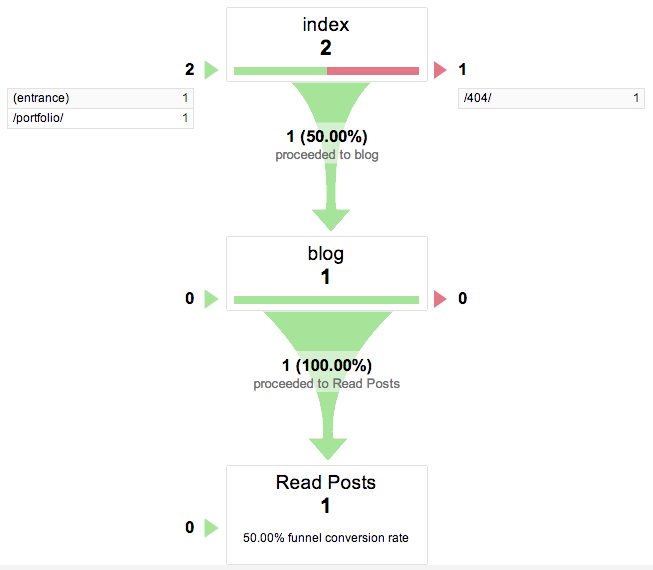 index
2
2
1
(entrance) 1
/portfolio/ 1
/404/ 1
1 (50.00%)
proceeded to blog
blog
1
0
0
1 (100.00%)
proceeded to Read Posts
Read Posts
1
0
50.00% funnel conversion rate